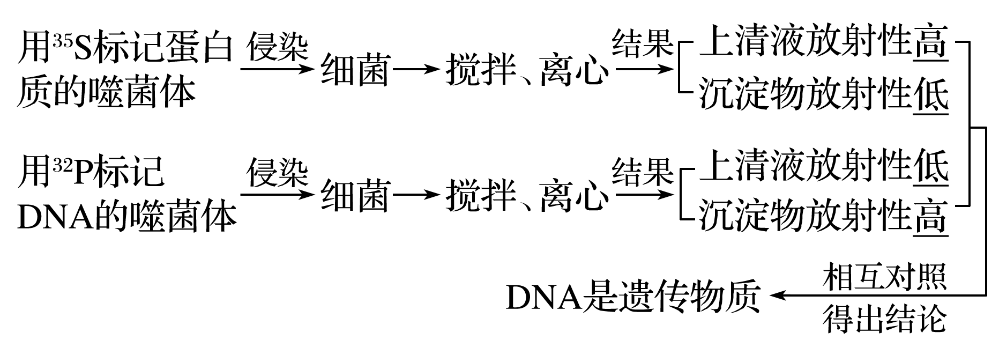 用³⁵S标记蛋白
质的噬菌体
侵染
细菌
搅拌、离心
结果
上清液放射性高
沉淀物放射性低
用³²P标记
DNA的噬菌体
侵染
细菌
搅拌、离心
结果
上清液放射性低
沉淀物放射性高
相互对照
得出结论
DNA是遗传物质